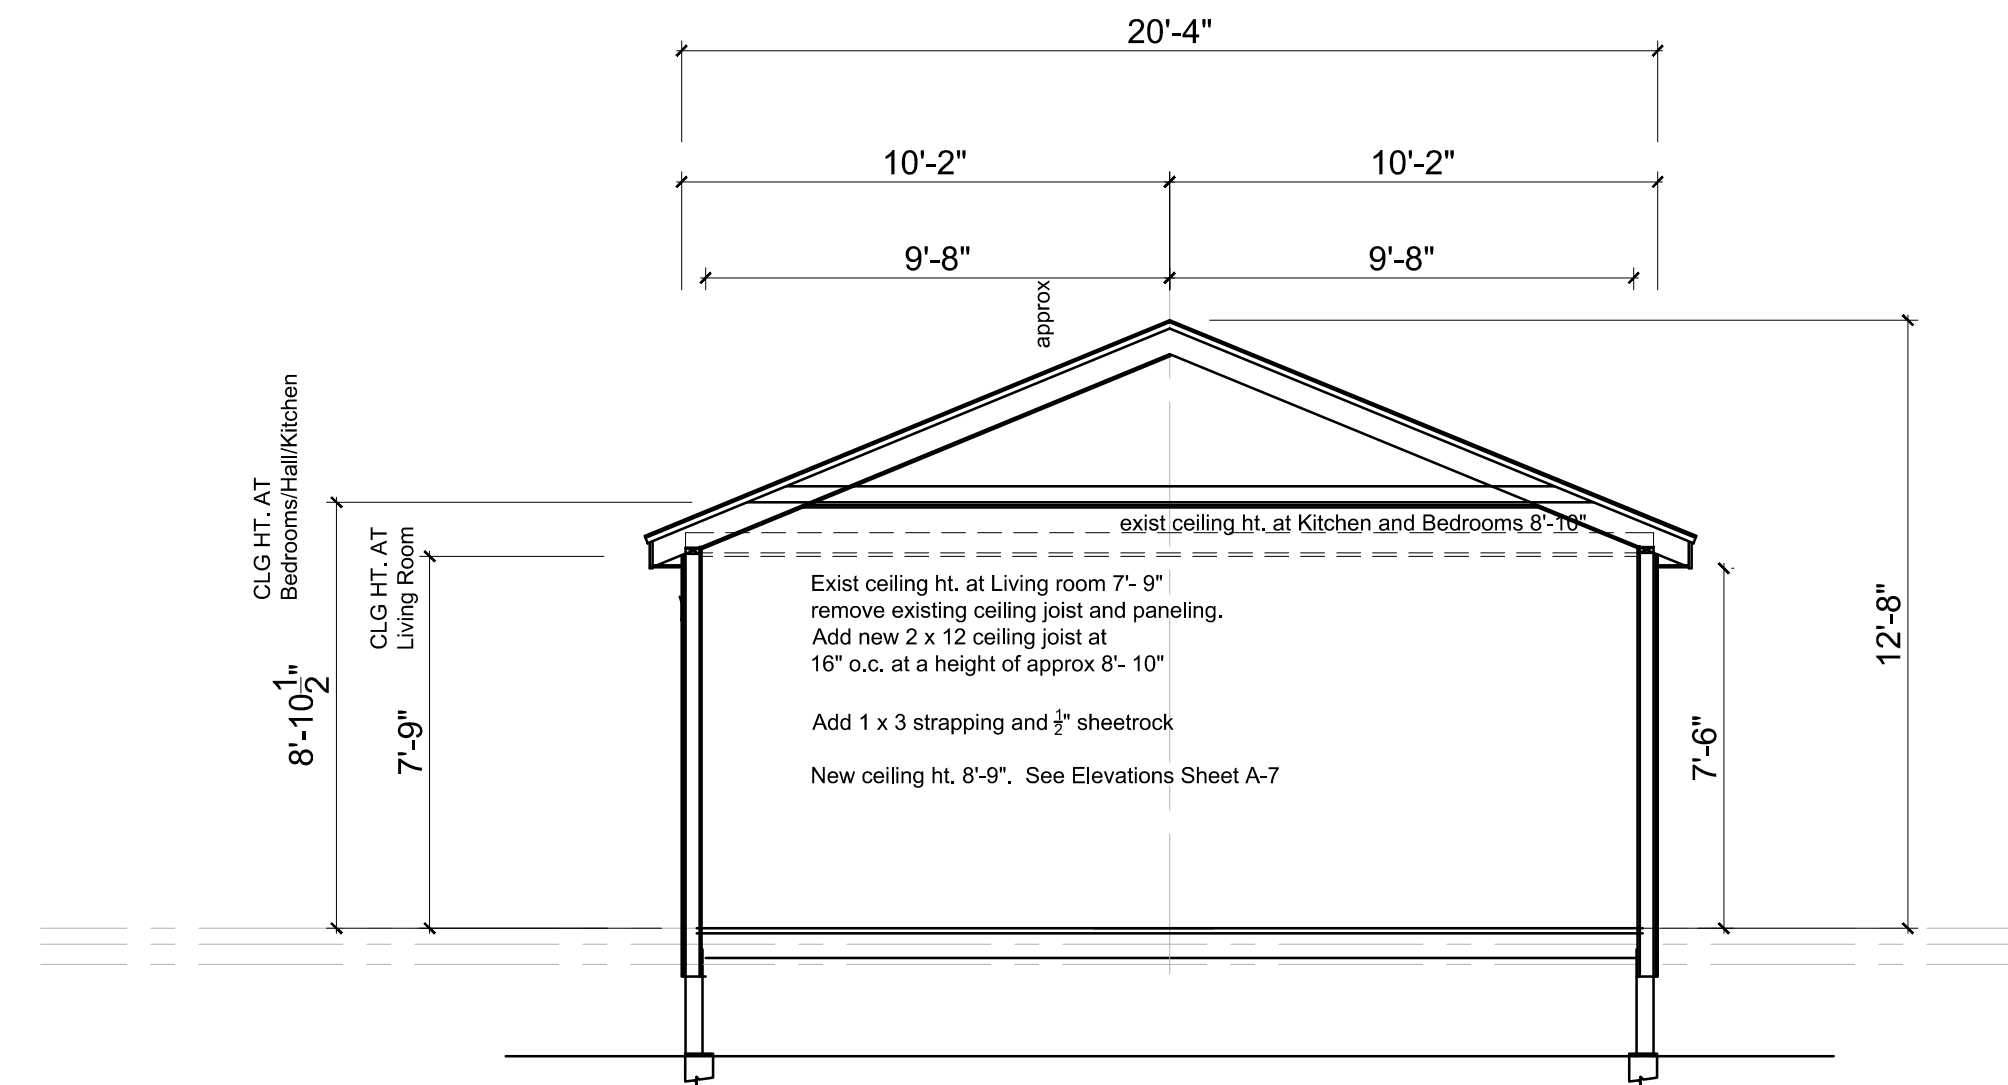 20'-4"
10'-2"
10'-2"
9'-8"
9'-8"
approx
CLG HT. AT
Bedrooms/Hall/Kitchen
CLG HT. AT
Living Room
exist ceiling ht. at Kitchen and Bedrooms 8'-10"
Exist ceiling ht. at Living room 7'- 9"
remove existing ceiling joist and paneling.
Add new 2 x 12 ceiling joist at
16" o.c. at a height of approx 8'- 10"
Add 1 x 3 strapping and ½" sheetrock
New ceiling ht. 8'-9".  See Elevations Sheet A-7
8'-10½"
7'-9"
7'-6"
12'-8"